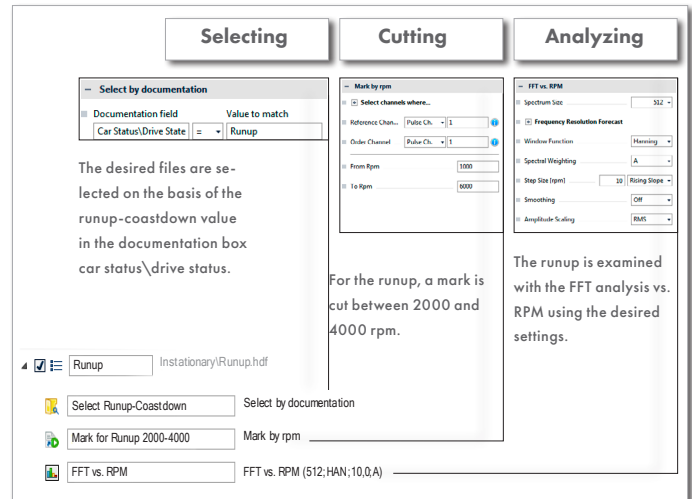 Selecting
Cutting
Analyzing
− Select by documentation
Documentation field Value to match
Car Status\Drive State = Runup
The desired files are se-
lected on the basis of the
runup-coastdown value
in the documentation box
car status\drive status.
− Mark by rpm
Select channels where...
Reference Chan... Pulse Ch. 1
Order Channel Pulse Ch. 1
From Rpm 1000
To Rpm 6000
For the runup, a mark is
cut between 2000 and
4000 rpm.
− FFT vs. RPM
Spectrum Size 512
Frequency Resolution Forecast
Window Function Hanning
Spectral Weighting A
Step Size [rpm] 10 Rising Slope
Smoothing Off
Amplitude Scaling RMS
The runup is examined
with the FFT analysis vs.
RPM using the desired
settings.
Runup Instationary\Runup.hdf
Select Runup-Coastdown Select by documentation
Mark for Runup 2000-4000 Mark by rpm
FFT vs. RPM FFT vs. RPM (512;HAN;10,0;A)